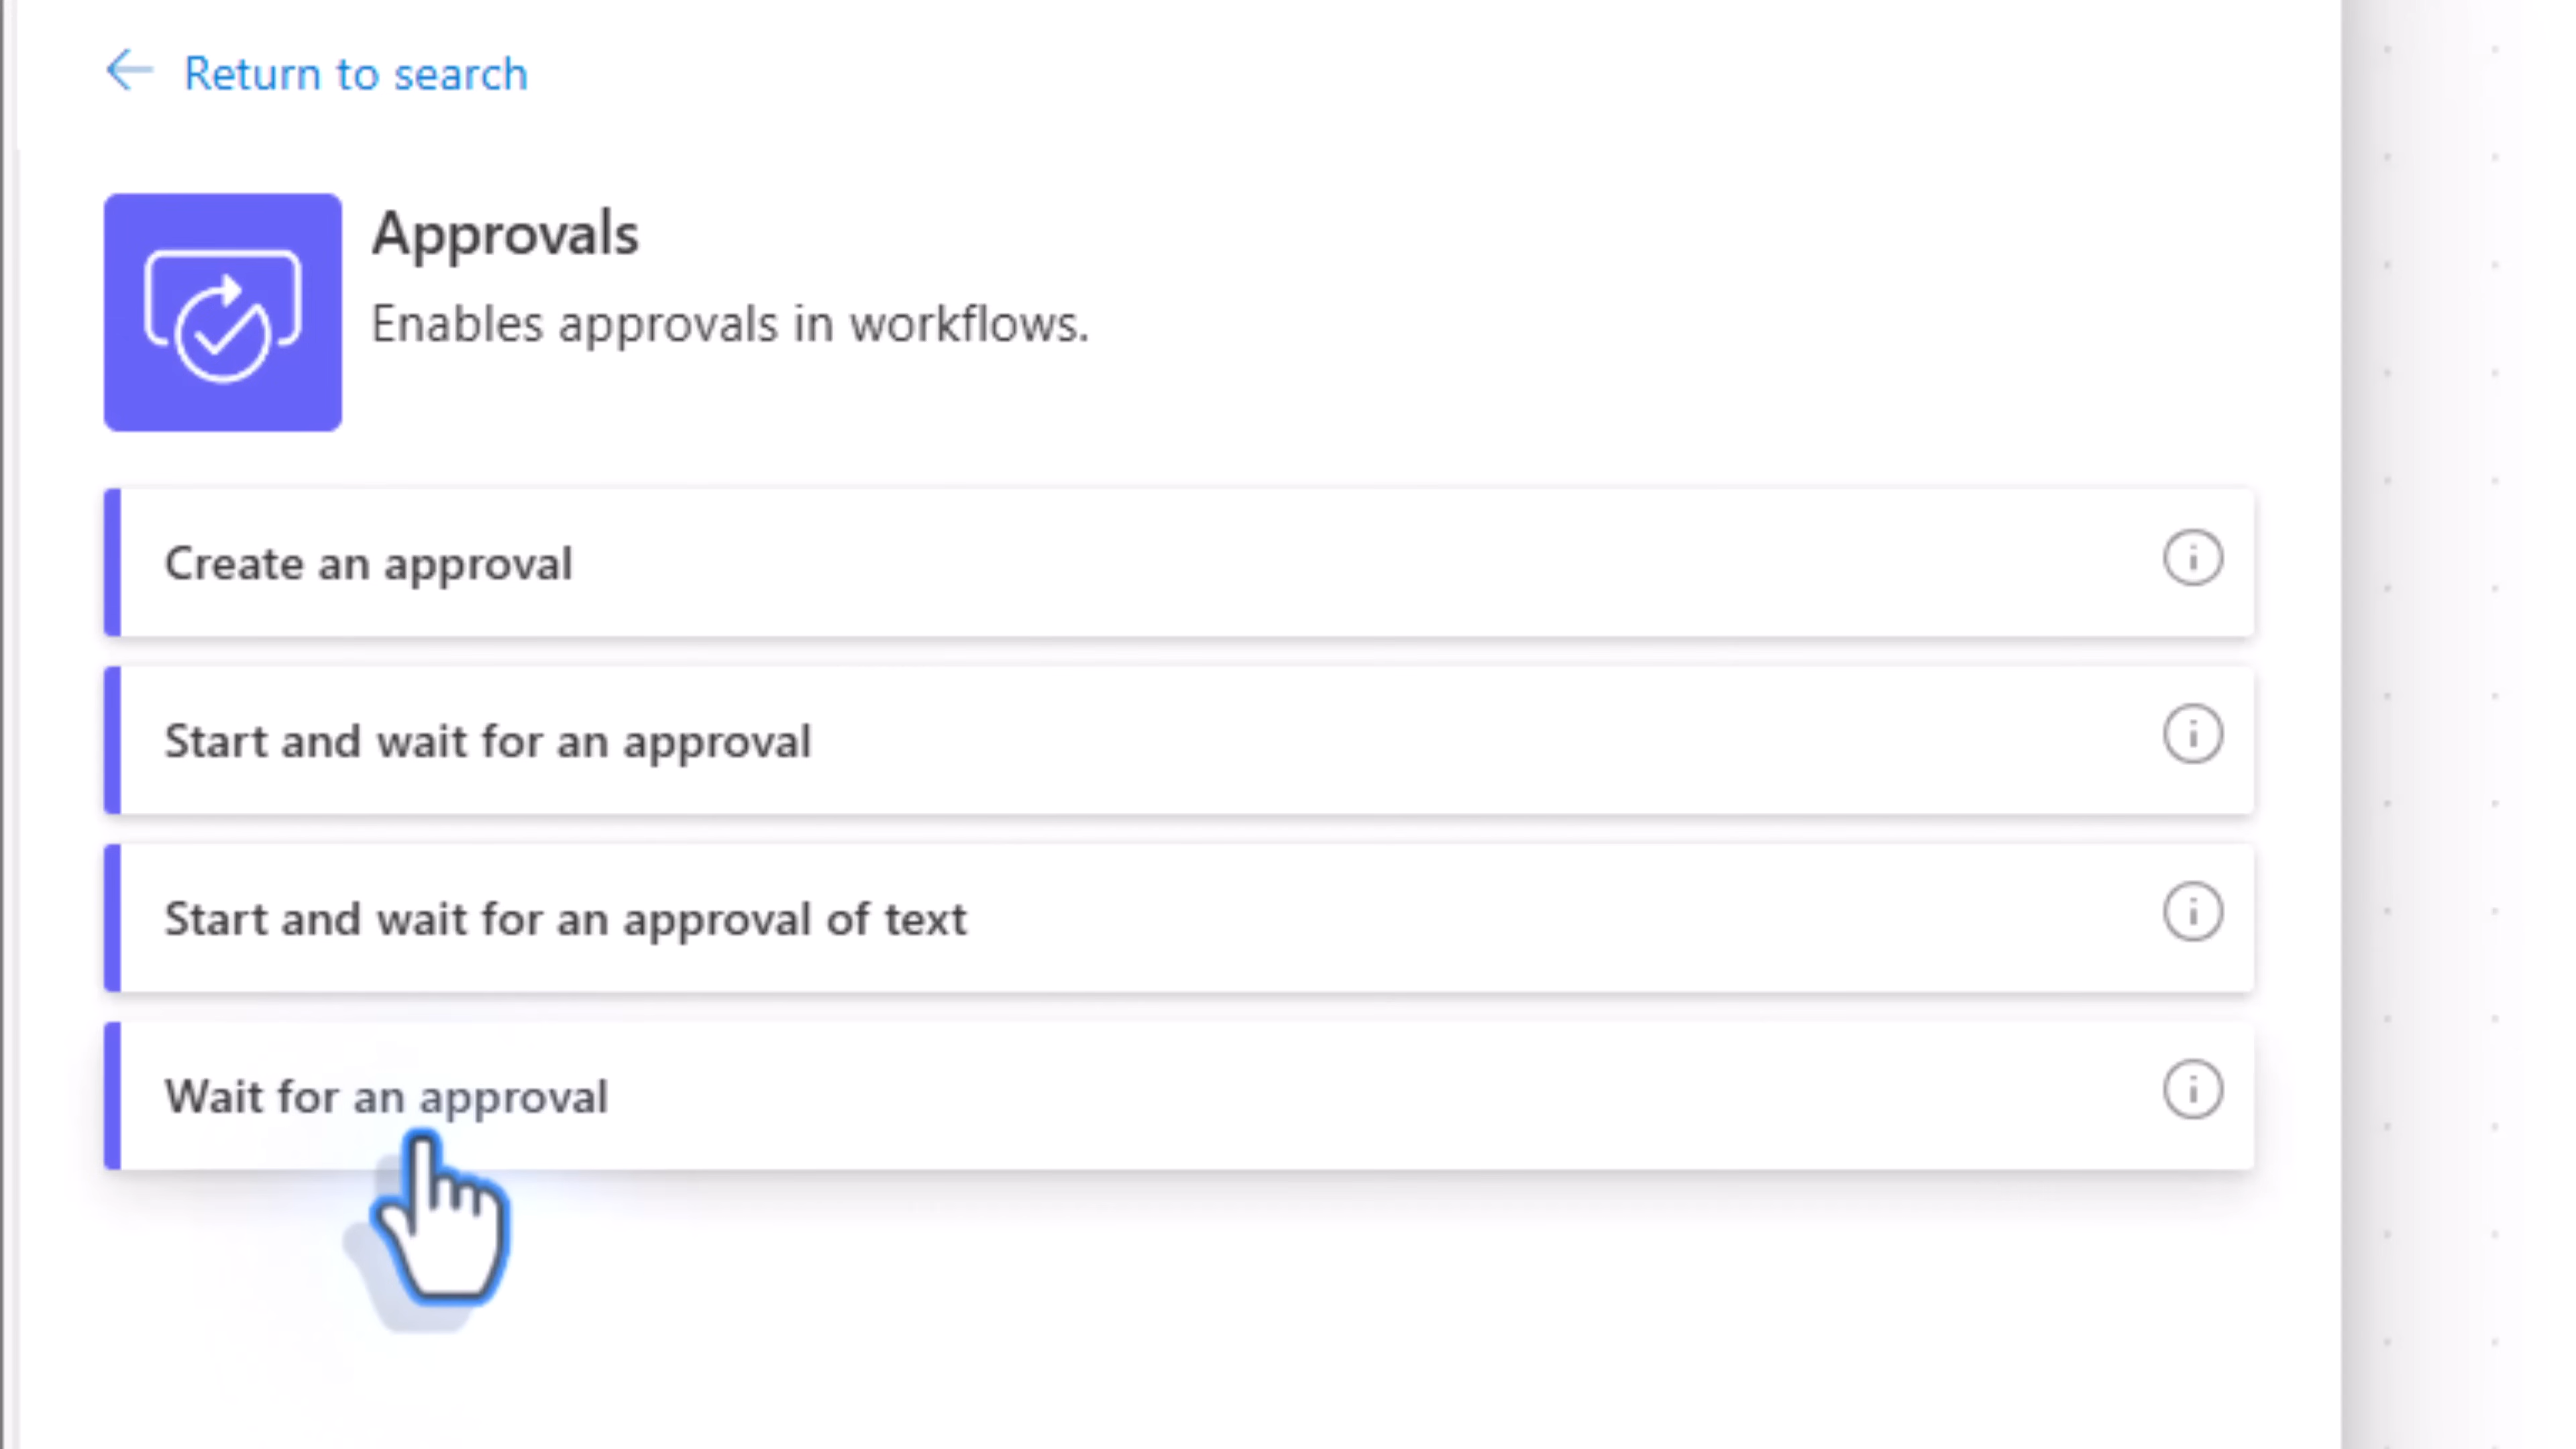 Return to search
Approvals
Enables approvals in workflows.
Create an approval
Start and wait for an approval
Start and wait for an approval of text
Wait for an approval